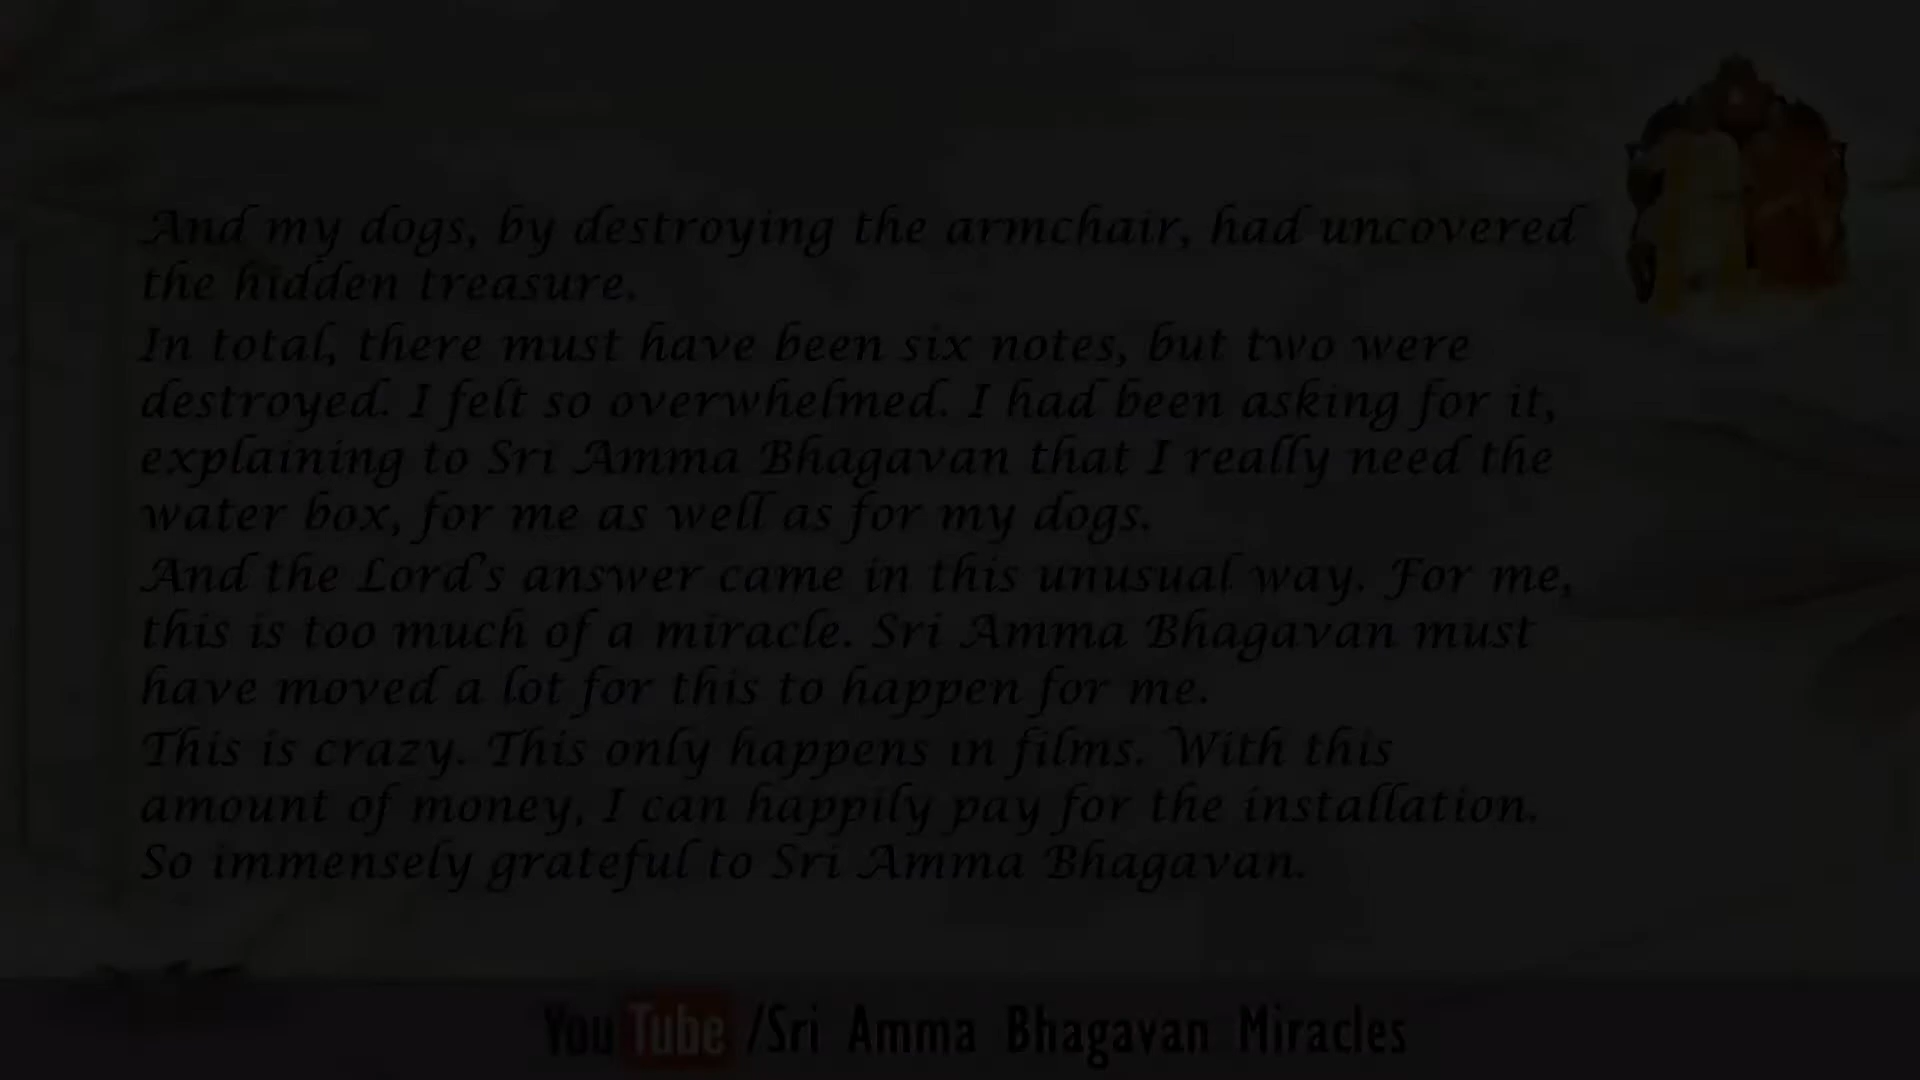 And my dogs, by destroying the armchair, had uncovered
the hidden treasure.
In total, there must have been six notes, but two were
destroyed. I felt so overwhelmed. I had been asking for it,
explaining to Sri Amma Bhagavan that I really need the
water box, for me as well as for my dogs.
And the Lord's answer came in this unusual way. For me,
this is too much of a miracle. Sri Amma Bhagavan must
have moved a lot for this to happen for me.
This is crazy. This only happens in films. With this
amount of money, I can happily pay for the installation.
So immensely grateful to Sri Amma Bhagavan.
YouTube /Sri Amma Bhagavan Miracles